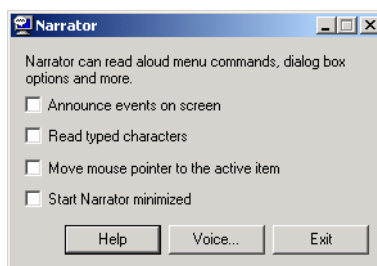 Narrator
Narrator can read aloud menu commands, dialog box
options and more.
Announce events on screen
Read typed characters
Move mouse pointer to the active item
Start Narrator minimized
Help Voice... Exit